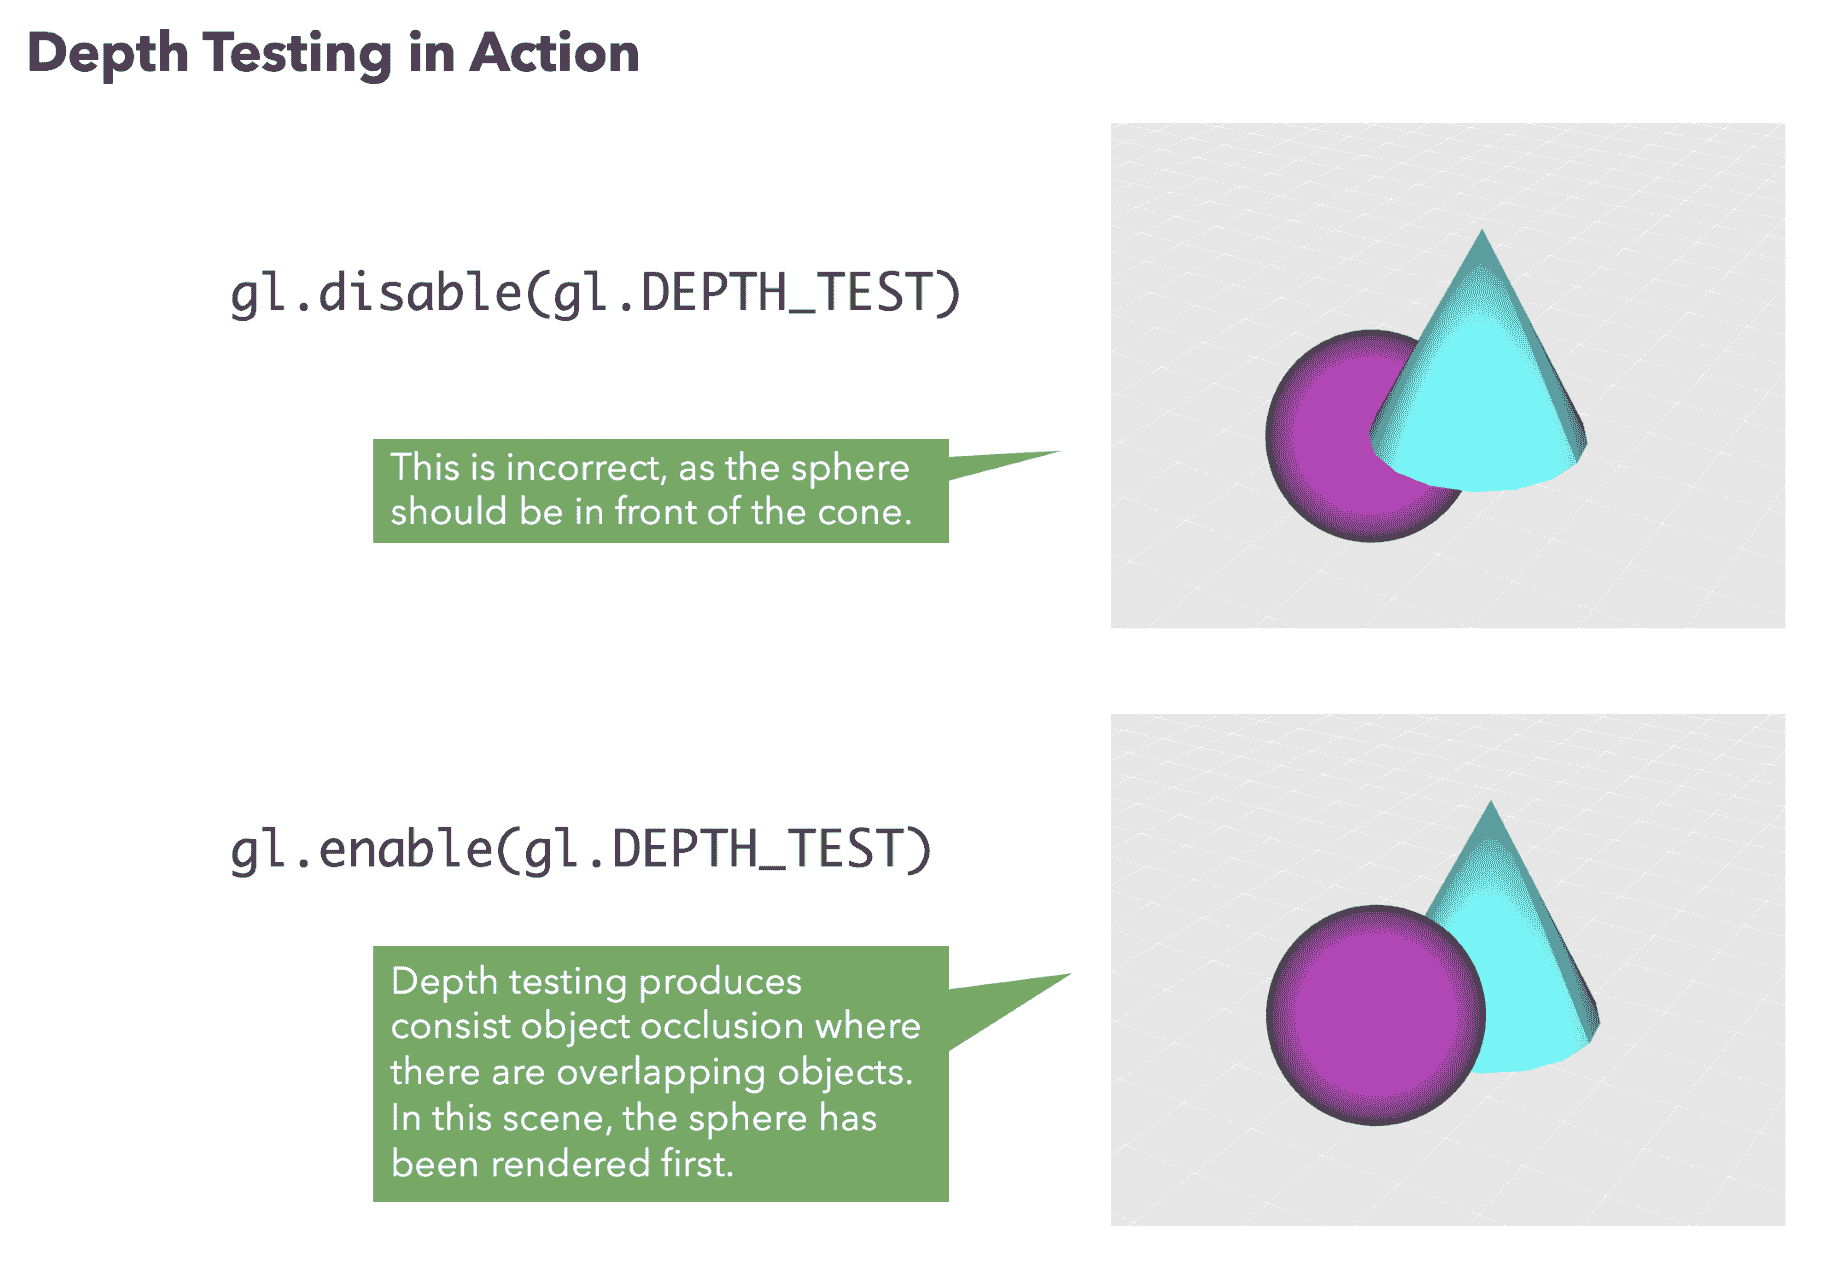 Depth Testing in Action
gl.disable(gl.DEPTH_TEST)
This is incorrect, as the sphere
should be in front of the cone.
gl.enable(gl.DEPTH_TEST)
Depth testing produces
consist object occlusion where
there are overlapping objects.
In this scene, the sphere has
been rendered first.